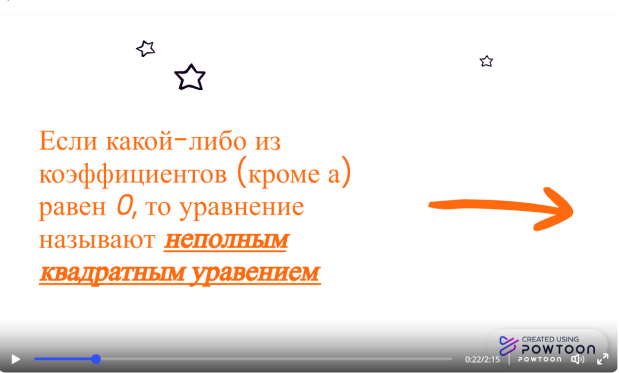 Если какой-либо из
коэффициентов (кроме а)
равен 0, то уравнение
называют неполным
квадратным уравением
CREATED USING
POWTOON
0:22/2:15 POWTOON